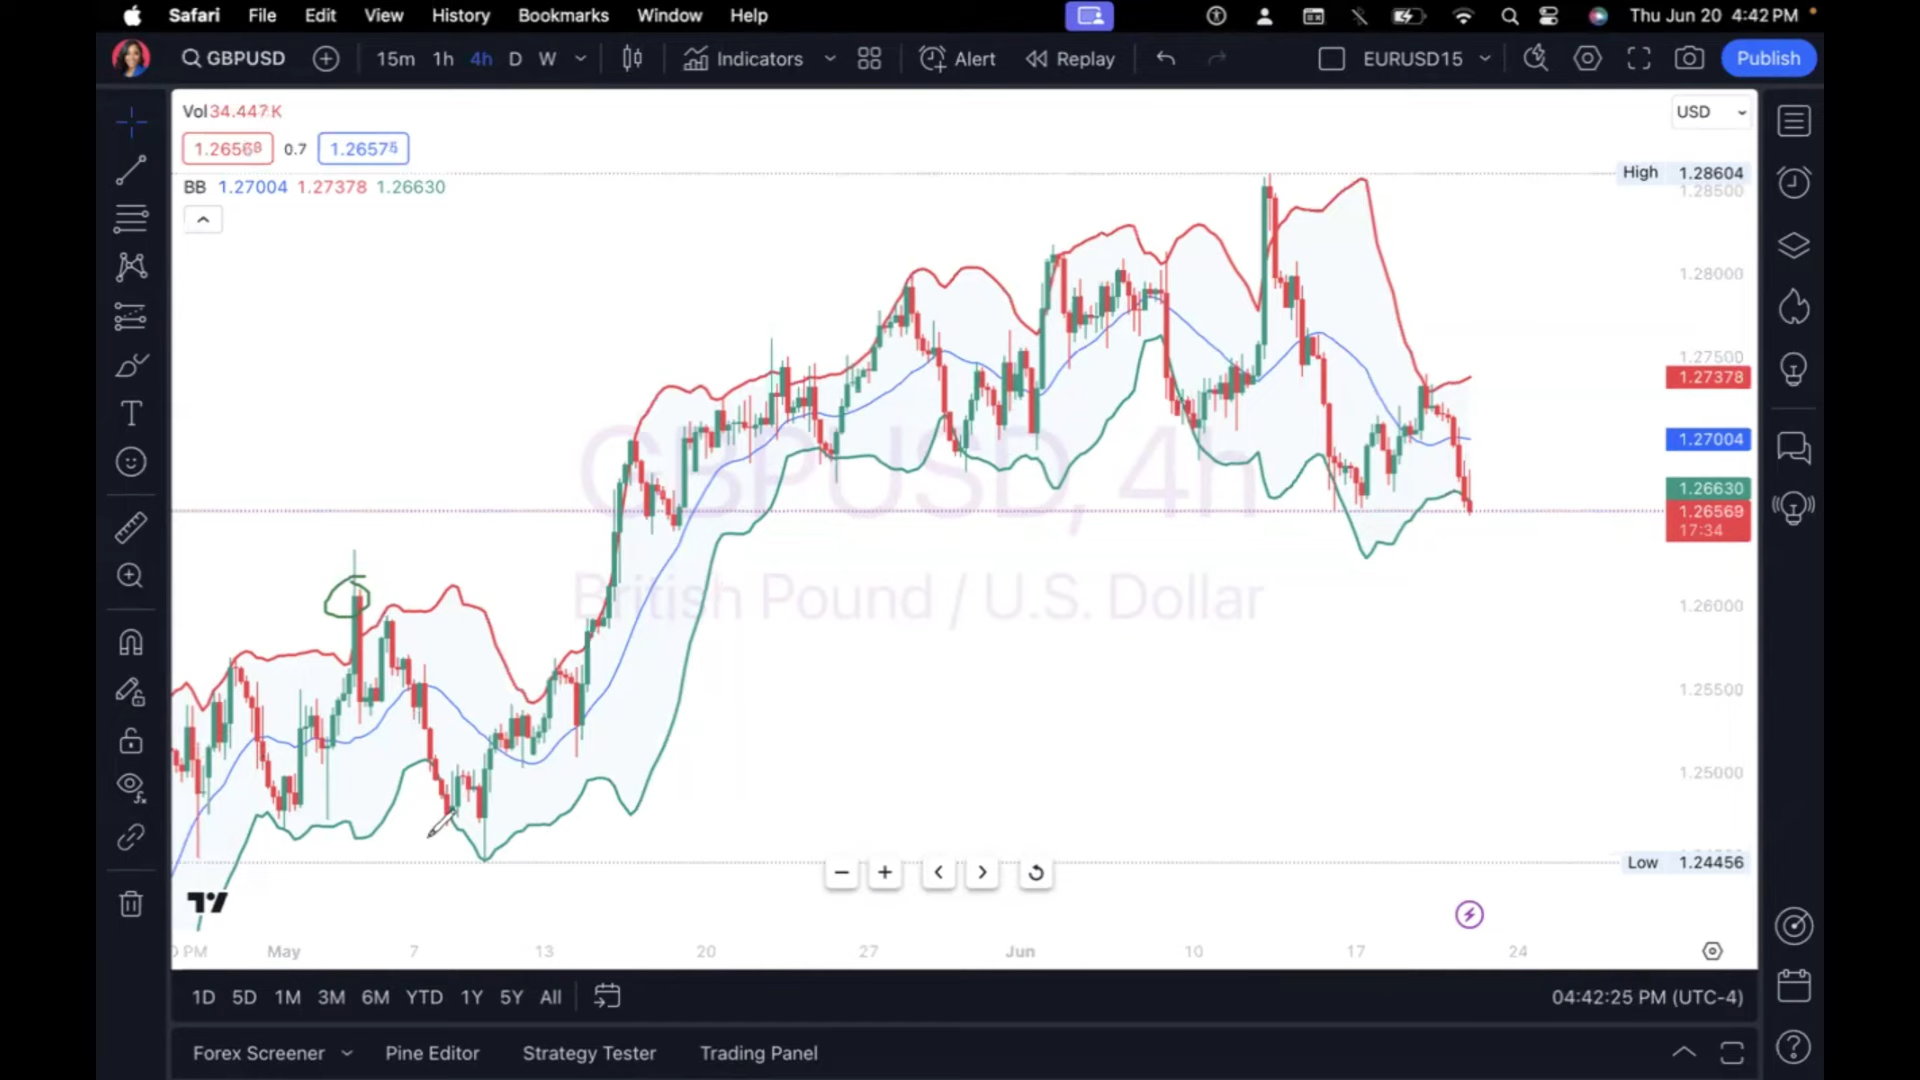 Safari File Edit View History Bookmarks Window Help Thu Jun 20 4:42 PM
GBPUSD 15m 1h 4h D W Indicators Alert Replay EURUSD15 Publish
Vol 34.447 K
USD
1.26568 0.7 1.26575
High 1.28604
BB 1.27004 1.27378 1.26630
1.28500
1.28000
1.27500
1.27378
1.27004
GBPUSD, 4h
1.26630
1.26569
17:34
British Pound / U.S. Dollar
1.26000
1.25500
1.25000
Low 1.24456
PM May 7 13 20 27 Jun 10 17 24
1D 5D 1M 3M 6M YTD 1Y 5Y All 04:42:25 PM (UTC-4)
Forex Screener Pine Editor Strategy Tester Trading Panel